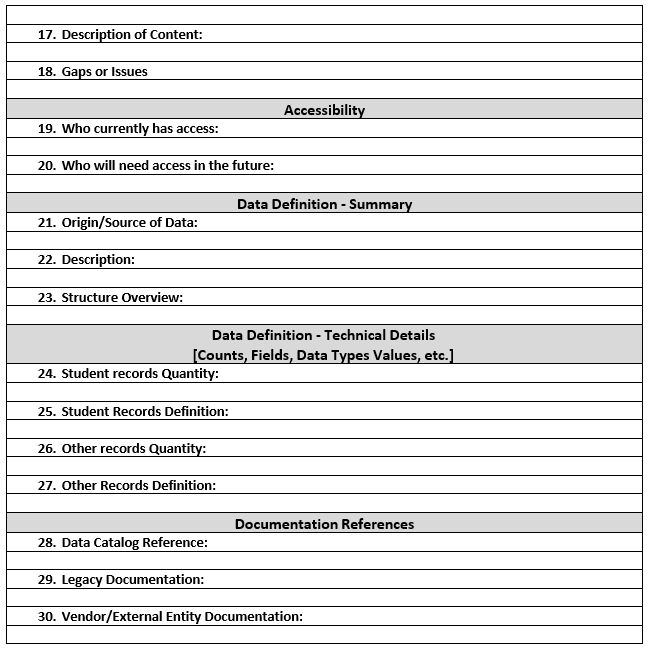 17. Description of Content:
18. Gaps or Issues
Accessibility
19. Who currently has access:
20. Who will need access in the future:
Data Definition - Summary
21. Origin/Source of Data:
22. Description:
23. Structure Overview:
Data Definition - Technical Details
[Counts, Fields, Data Types Values, etc.]
24. Student records Quantity:
25. Student Records Definition:
26. Other records Quantity:
27. Other Records Definition:
Documentation References
28. Data Catalog Reference:
29. Legacy Documentation:
30. Vendor/External Entity Documentation: